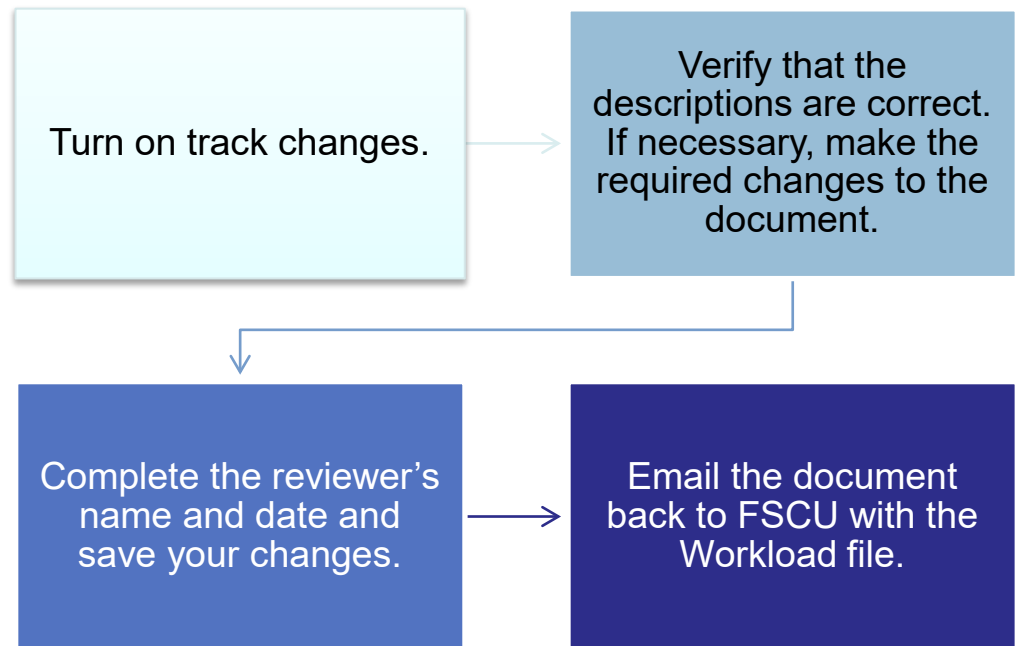 Turn on track changes.
Verify that the
descriptions are correct.
If necessary, make the
required changes to the
document.
Complete the reviewer’s
name and date and
save your changes.
Email the document
back to FSCU with the
Workload file.